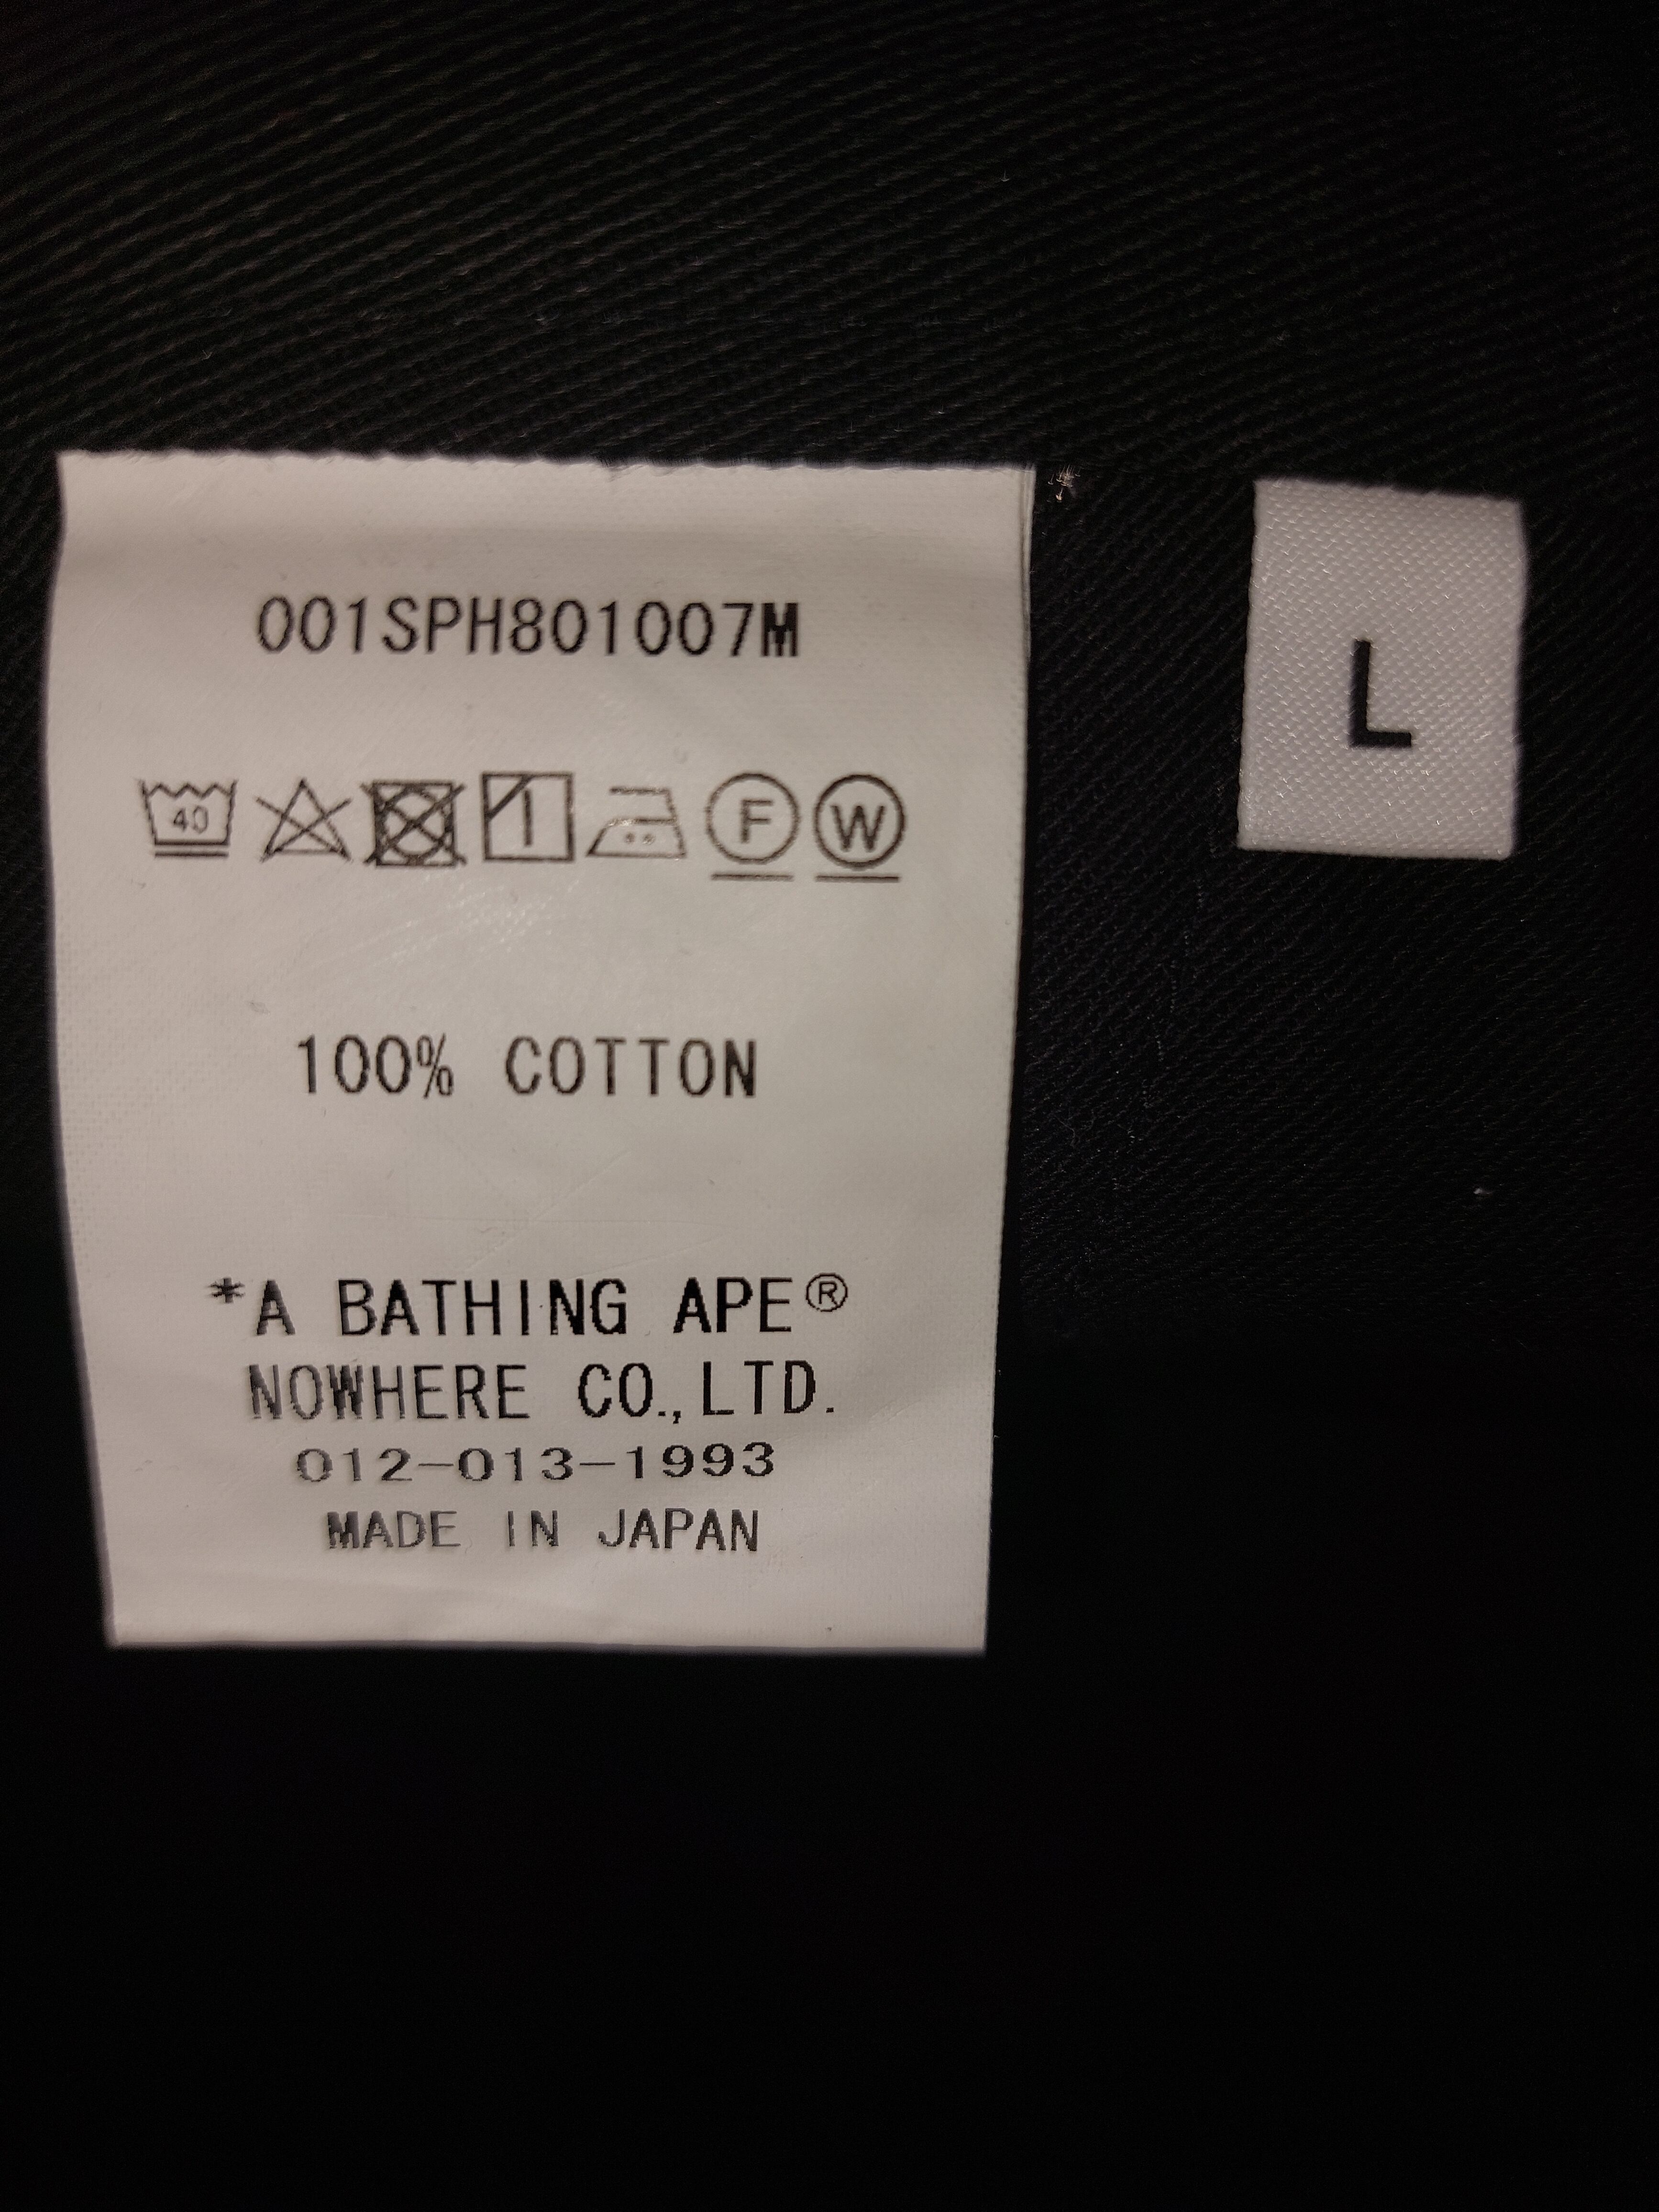 001SPH801007M
40 F W
100% COTTON
*A BATHING APE®
NOWHERE CO.,LTD.
012-013-1993
MADE IN JAPAN
L